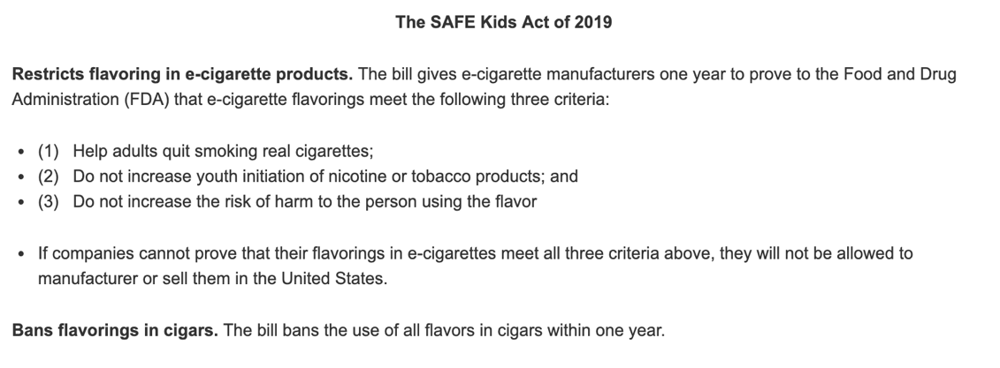 The SAFE Kids Act of 2019
Restricts flavoring in e-cigarette products. The bill gives e-cigarette manufacturers one year to prove to the Food and Drug
Administration (FDA) that e-cigarette flavorings meet the following three criteria:
• (1) Help adults quit smoking real cigarettes;
• (2) Do not increase youth initiation of nicotine or tobacco products; and
• (3) Do not increase the risk of harm to the person using the flavor
• If companies cannot prove that their flavorings in e-cigarettes meet all three criteria above, they will not be allowed to
manufacturer or sell them in the United States.
Bans flavorings in cigars. The bill bans the use of all flavors in cigars within one year.